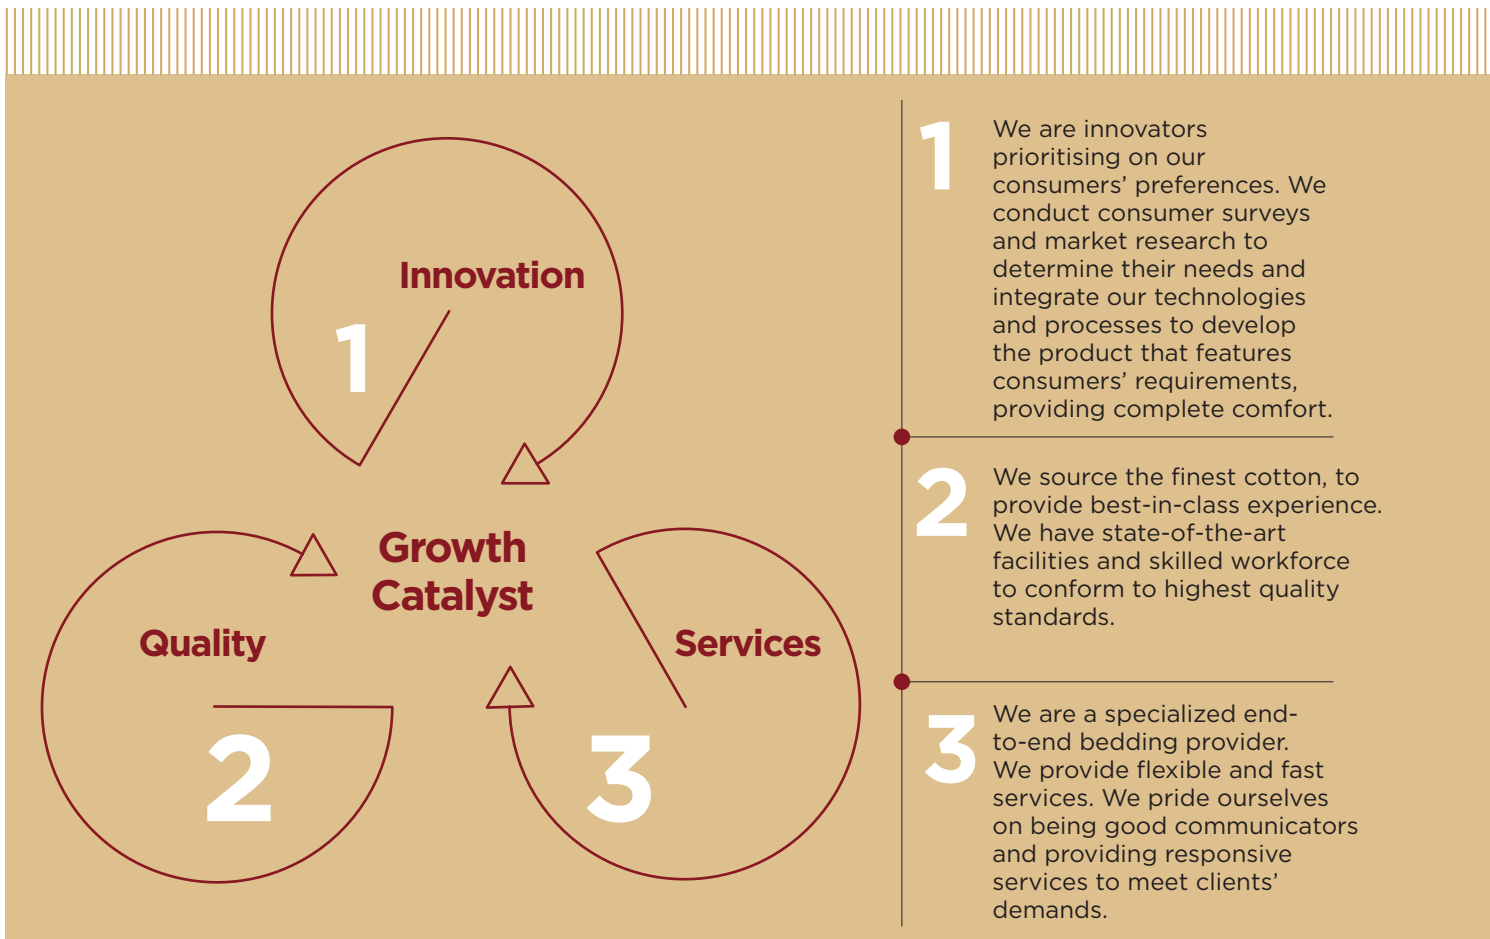 Innovation
1
Growth
Catalyst
Quality
2
Services
3
1
We are innovators
prioritising on our
consumers’ preferences. We
conduct consumer surveys
and market research to
determine their needs and
integrate our technologies
and processes to develop
the product that features
consumers’ requirements,
providing complete comfort.
2
We source the finest cotton, to
provide best-in-class experience.
We have state-of-the-art
facilities and skilled workforce
to conform to highest quality
standards.
3
We are a specialized end-
to-end bedding provider.
We provide flexible and fast
services. We pride ourselves
on being good communicators
and providing responsive
services to meet clients’
demands.